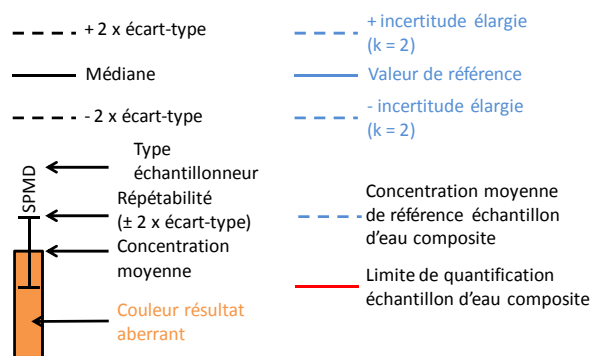 + 2 x écart-type
Médiane
- 2 x écart-type
Type
échantillonneur
SPMD
Répétabilité
(± 2 x écart-type)
Concentration
moyenne
Couleur résultat
aberrant
+ incertitude élargie
(k = 2)
Valeur de référence
- incertitude élargie
(k = 2)
Concentration moyenne
de référence échantillon
d'eau composite
Limite de quantification
échantillon d'eau composite